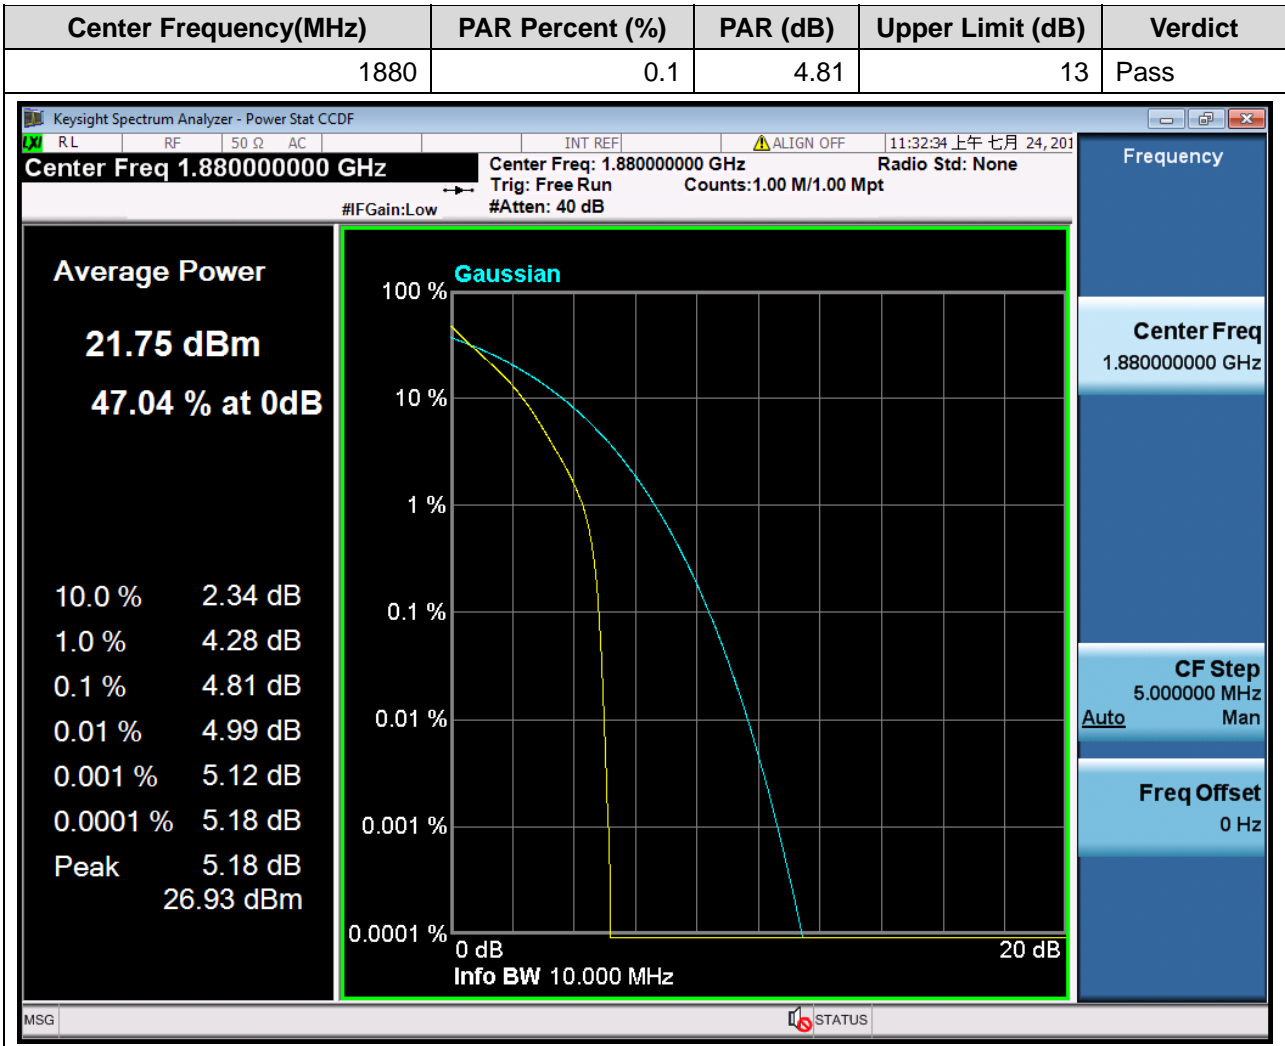 Center Frequency(MHz) PAR Percent (%) PAR (dB) Upper Limit (dB) Verdict
1880 0.1 4.81 13 Pass
Keysight Spectrum Analyzer - Power Stat CCDF
LXI RL RF 50 Ω AC INT REF ALIGN OFF 11:32:34 上午 七月 24, 201
Center Freq 1.880000000 GHz
Center Freq: 1.880000000 GHz Radio Std: None
Trig: Free Run Counts:1.00 M/1.00 Mpt
#IFGain:Low #Atten: 40 dB
Average Power
21.75 dBm
47.04 % at 0dB
10.0 % 2.34 dB
1.0 % 4.28 dB
0.1 % 4.81 dB
0.01 % 4.99 dB
0.001 % 5.12 dB
0.0001 % 5.18 dB
Peak 5.18 dB
26.93 dBm
Gaussian
100 %
10 %
1 %
0.1 %
0.01 %
0.001 %
0.0001 %
0 dB 20 dB
Info BW 10.000 MHz
Frequency
Center Freq
1.880000000 GHz
CF Step
5.000000 MHz
Auto Man
Freq Offset
0 Hz
MSG STATUS